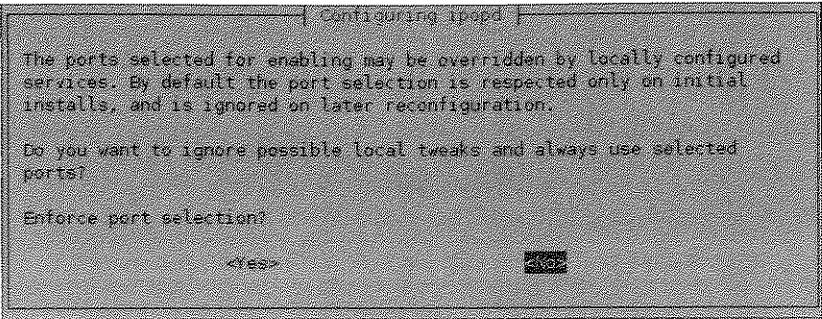 Configuring ipopd
The ports selected for enabling may be overridden by locally configured
services. By default the port selection is respected only on initial
installs, and is ignored on later reconfiguration.
Do you want to ignore possible local tweaks and always use selected
ports?
Enforce port selection?
<Yes> <No>